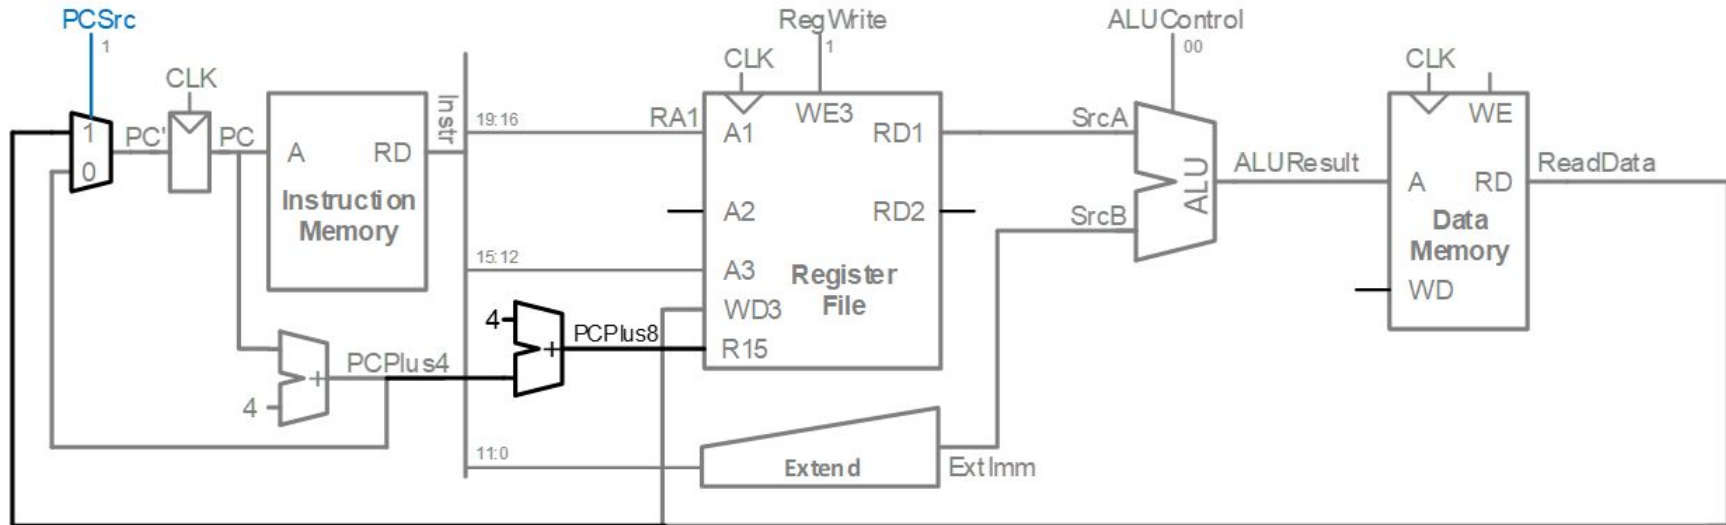 PCSrc
1
CLK
1
0
PC'
PC
A
RD
Instruction
Memory
Instr
4
+
PCPlus4
19:16
15:12
11:0
4
+
PCPlus8
RegWrite
1
CLK
RA1
A1
WE3
RD1
A2
RD2
A3
Register
File
WD3
R15
Extend
ExtImm
ALUControl
00
SrcA
SrcB
ALU
ALUResult
CLK
WE
A
RD
Data
Memory
WD
ReadData